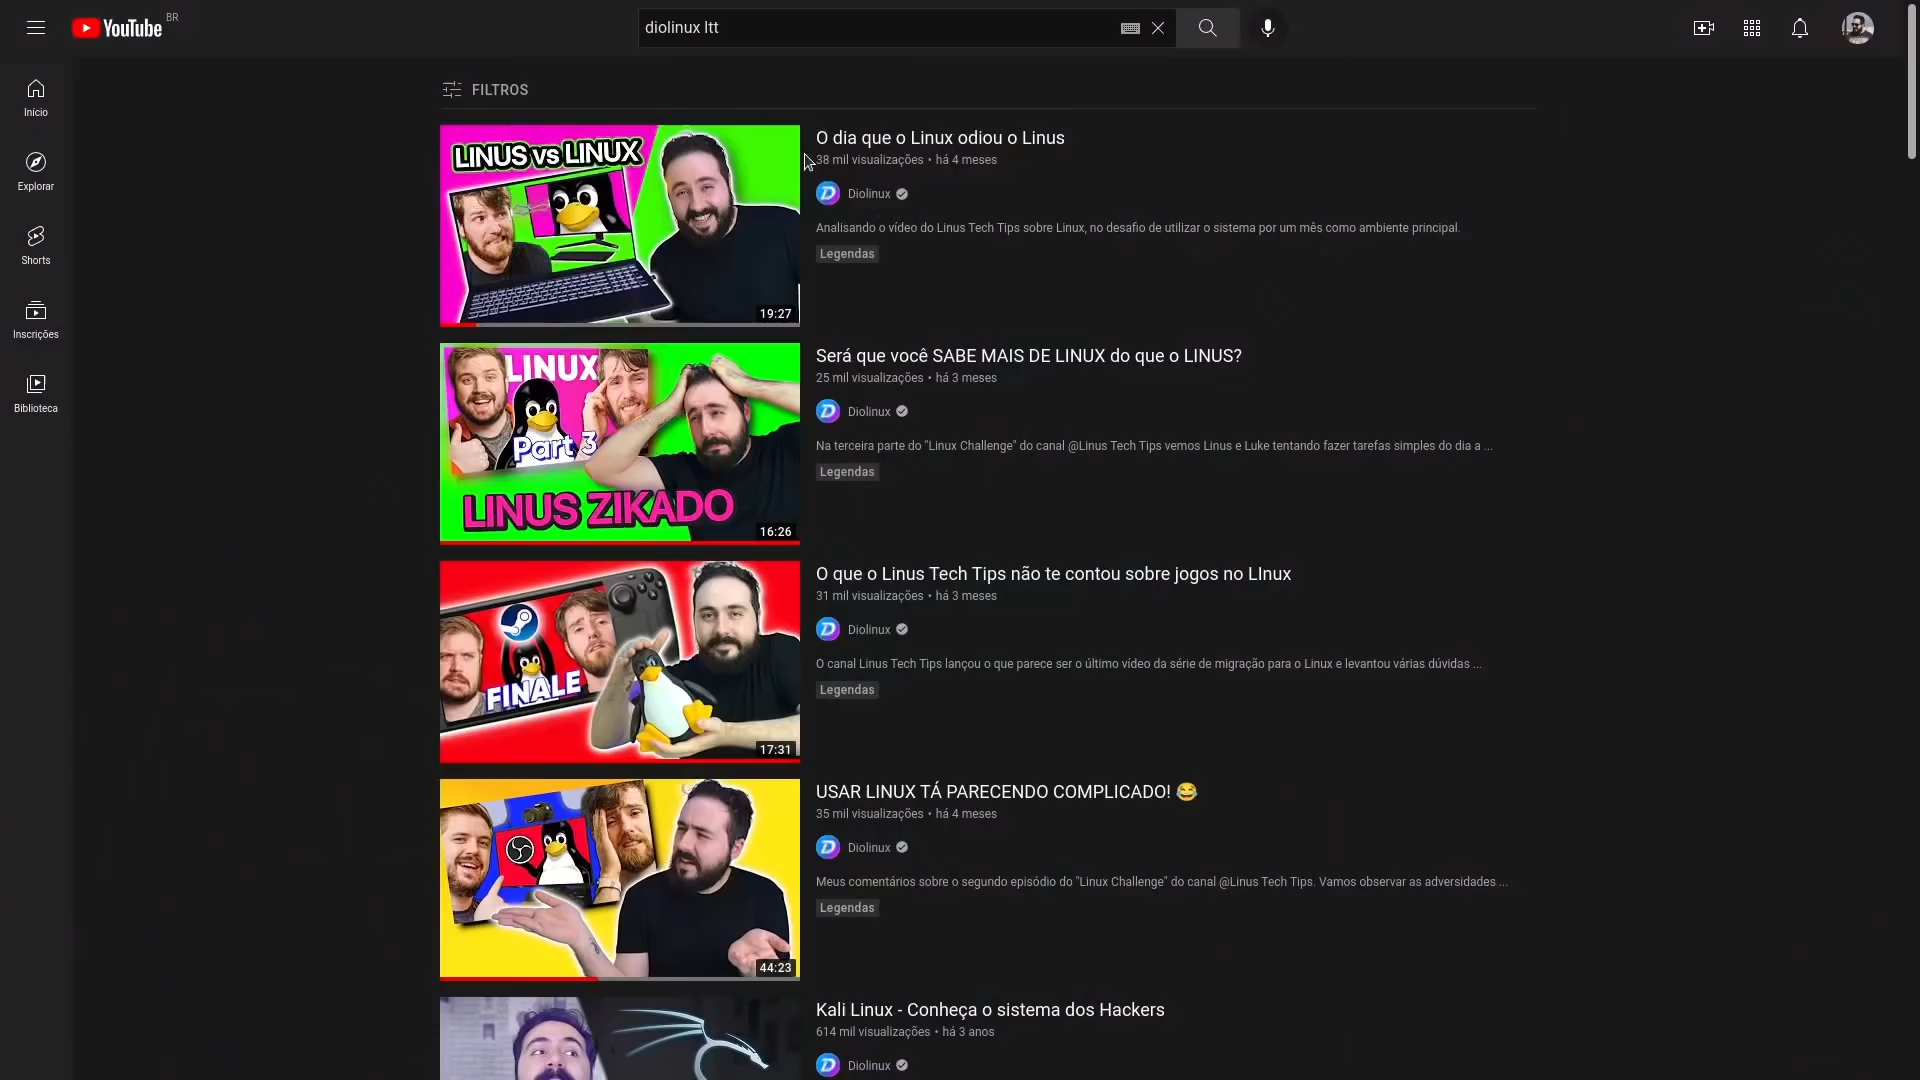 YouTube BR
diolinux ltt
Início
Explorar
Shorts
Inscrições
Biblioteca
FILTROS
LINUS vs LINUX
19:27
O dia que o Linux odiou o Linus
38 mil visualizações • há 4 meses
Diolinux
Analisando o vídeo do Linus Tech Tips sobre Linux, no desafio de utilizar o sistema por um mês como ambiente principal.
Legendas
LINUX
Part 3
LINUS ZIKADO
16:26
Será que você SABE MAIS DE LINUX do que o LINUS?
25 mil visualizações • há 3 meses
Diolinux
Na terceira parte do "Linux Challenge" do canal @Linus Tech Tips vemos Linus e Luke tentando fazer tarefas simples do dia a ...
Legendas
FINALE
17:31
O que o Linus Tech Tips não te contou sobre jogos no LInux
31 mil visualizações • há 3 meses
Diolinux
O canal Linus Tech Tips lançou o que parece ser o último vídeo da série de migração para o Linux e levantou várias dúvidas ...
Legendas
44:23
USAR LINUX TÁ PARECENDO COMPLICADO! 😂
35 mil visualizações • há 4 meses
Diolinux
Meus comentários sobre o segundo episódio do "Linux Challenge" do canal @Linus Tech Tips. Vamos observar as adversidades ...
Legendas
Kali Linux - Conheça o sistema dos Hackers
614 mil visualizações • há 3 anos
Diolinux